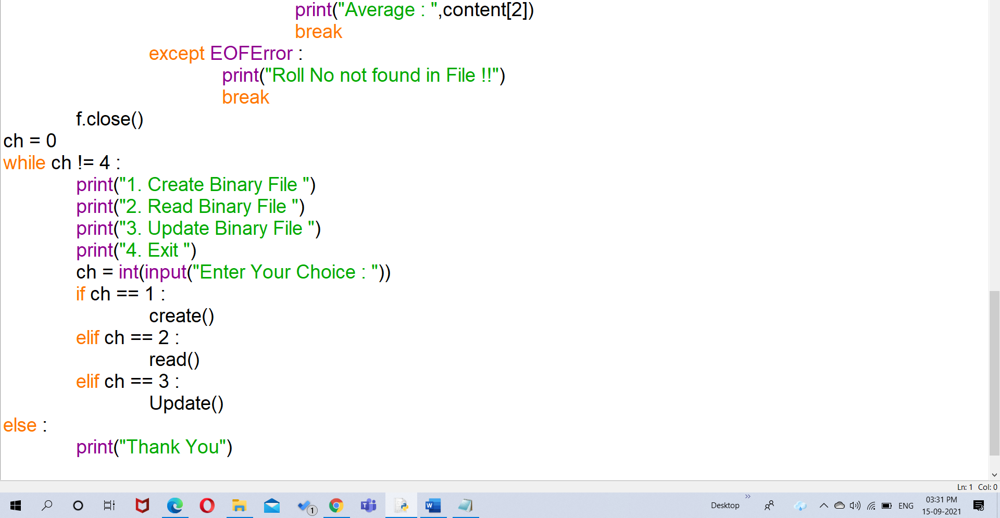 print("Average : ",content[2])
break
except EOFError :
print("Roll No not found in File !!")
break
f.close()
ch = 0
while ch != 4 :
print("1. Create Binary File ")
print("2. Read Binary File ")
print("3. Update Binary File ")
print("4. Exit ")
ch = int(input("Enter Your Choice : "))
if ch == 1 :
create()
elif ch == 2 :
read()
elif ch == 3 :
Update()
else :
print("Thank You")
Ln: 1 Col: 0
1
W
Desktop
»
ENG
03:31 PM
15-09-2021